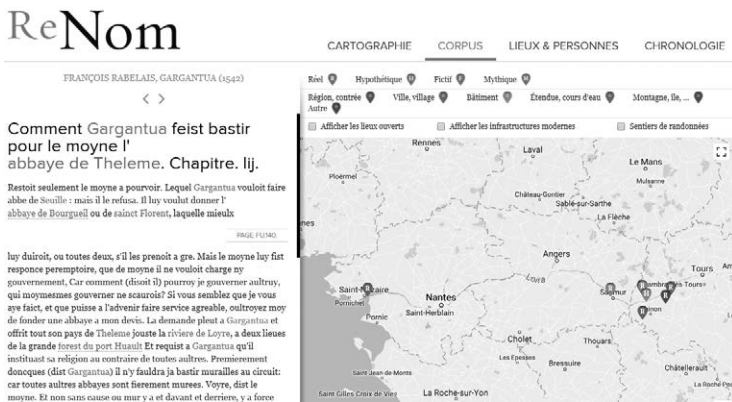 ReNom
CARTOGRAPHIE CORPUS LIEUX & PERSONNES CHRONOLOGIE
FRANÇOIS RABELAIS, GARGANTUA (1542)
Comment Gargantua feist bastir
pour le moyne l'
abbaye de Theleme. Chapitre. lij.
Restoit seulement le moyne a pourvoir. Lequel Gargantua vouloit faire
abbe de Seuille : mais il le refusa. Il luy voulut donner l'
abbaye de Bourgueil ou de sainct Florent, laquelle mieulx
PAGE FU.140.
luy duiroit, ou toutes deux, s'il les prenoit a gre. Mais le moyne luy fist
responce peremptoire, que de moyne il ne vouloit charge ny
gouvernement, Car comment (disoit il) pourroy je gouverner aultruy,
qui moymesmes gouverner ne scaurois? Si vous semblez que je vous
aye faict, et que puisse a l'advenir faire service agreable, oultroyez moy
de fonder une abbaye a mon devis. La demande pleut a Gargantua et
offrit tout son pays de Theleme jouste la riviere de Loyre, a deux lieues
de la grande forest du port Huault Et requist a Gargantua qu'il
instituast sa religion au contraire de toutes aultres. Premierement
doncques (dist Gargantua) il n'y fauldra ja bastir murailles au circuit:
car toutes aultres abbayes sont fierement murees. Voyre, dist le
moyne. Et non sans cause ou mur y a et davant et derriere, y a force
Réel Hypothétique Fictif Mythique
Région, contrée Ville, village Bâtiment Étendue, cours d'eau Montagne, île, ...
Autre
Afficher les lieux ouverts Afficher les infrastructures modernes Sentiers de randonnées
Rennes
Laval
Le Mans
Ploërmel
Mulsanne
Château-Gontier
Sablé-sur-Sarthe
La Flèche
nes
Angers
Tours
Saint-Nazaire
Nantes
Saumur
Chambray-lès-Tours
Pornichet
Saint-Herblain
Chinon
Pornic
Cholet
Thouars
Les Epesses
Bressuire
Châtellerault
Saint-Jean-de-Monts
La Roche-Pos
Saint Gilles Croix de Vie
La Roche-sur-Yon